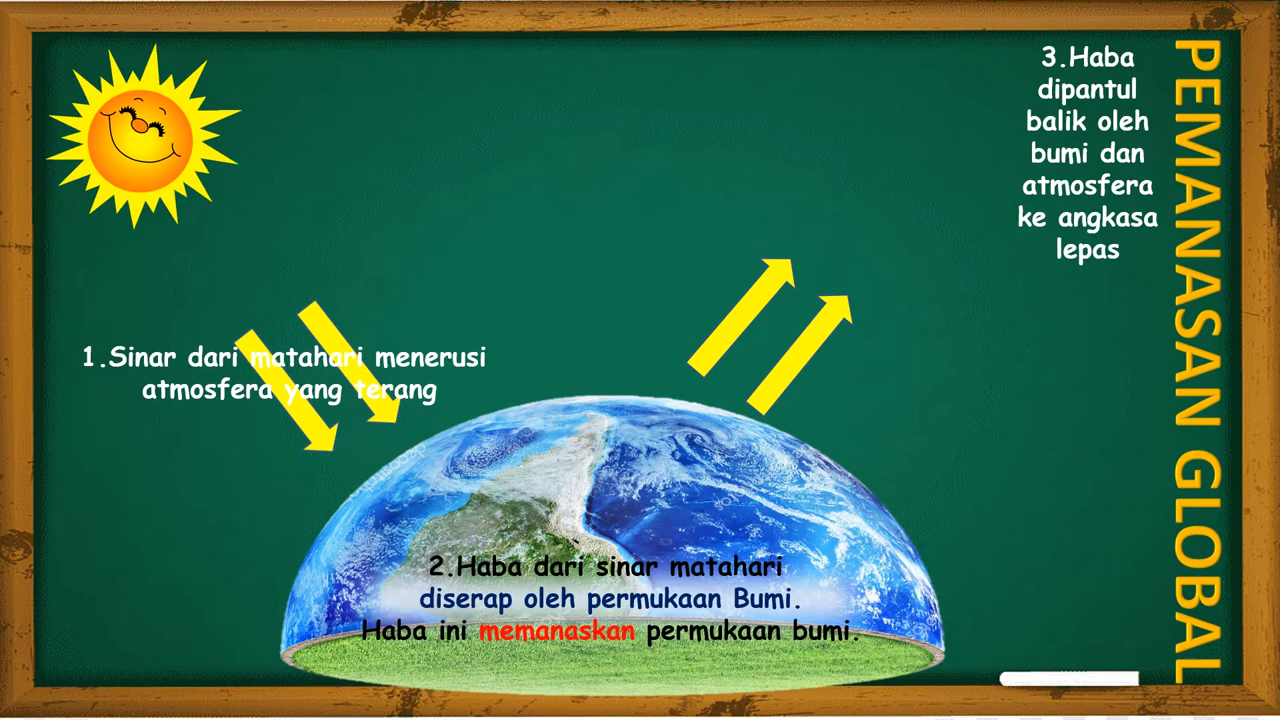 PEMANASAN GLOBAL
1.Sinar dari matahari menerusi
atmosfera yang terang
2.Haba dari sinar matahari
diserap oleh permukaan Bumi.
Haba ini memanaskan permukaan bumi.
3.Haba
dipantul
balik oleh
bumi dan
atmosfera
ke angkasa
lepas